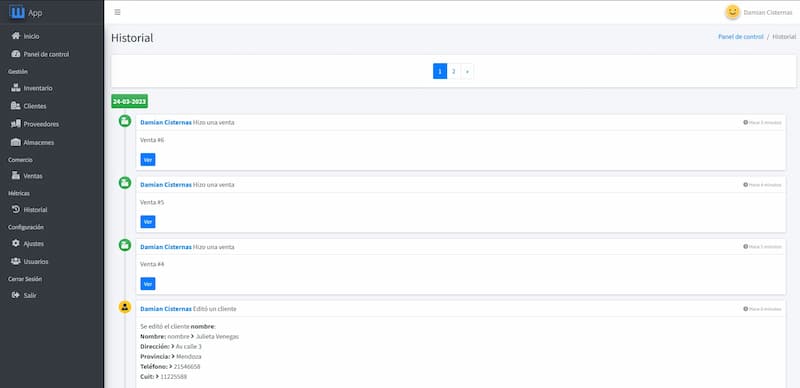 App
Damian Cisternas
Inicio
Panel de control
Gestión
Inventario
Clientes
Proveedores
Almacenes
Comercio
Ventas
Métricas
Historial
Configuración
Ajustes
Usuarios
Cerrar Sesión
Salir
Historial
Panel de control / Historial
1 2 ›
24-03-2023
Damian Cisternas Hizo una venta
Hace 3 minutos
Venta #6
Ver
Damian Cisternas Hizo una venta
Hace 4 minutos
Venta #5
Ver
Damian Cisternas Hizo una venta
Hace 5 minutos
Venta #4
Ver
Damian Cisternas Editó un cliente
Hace 6 minutos
Se editó el cliente nombre:
Nombre: nombre > Julieta Venegas
Dirección: > Av calle 3
Provincia: > Mendoza
Teléfono: > 21546658
Cuit: > 11225588